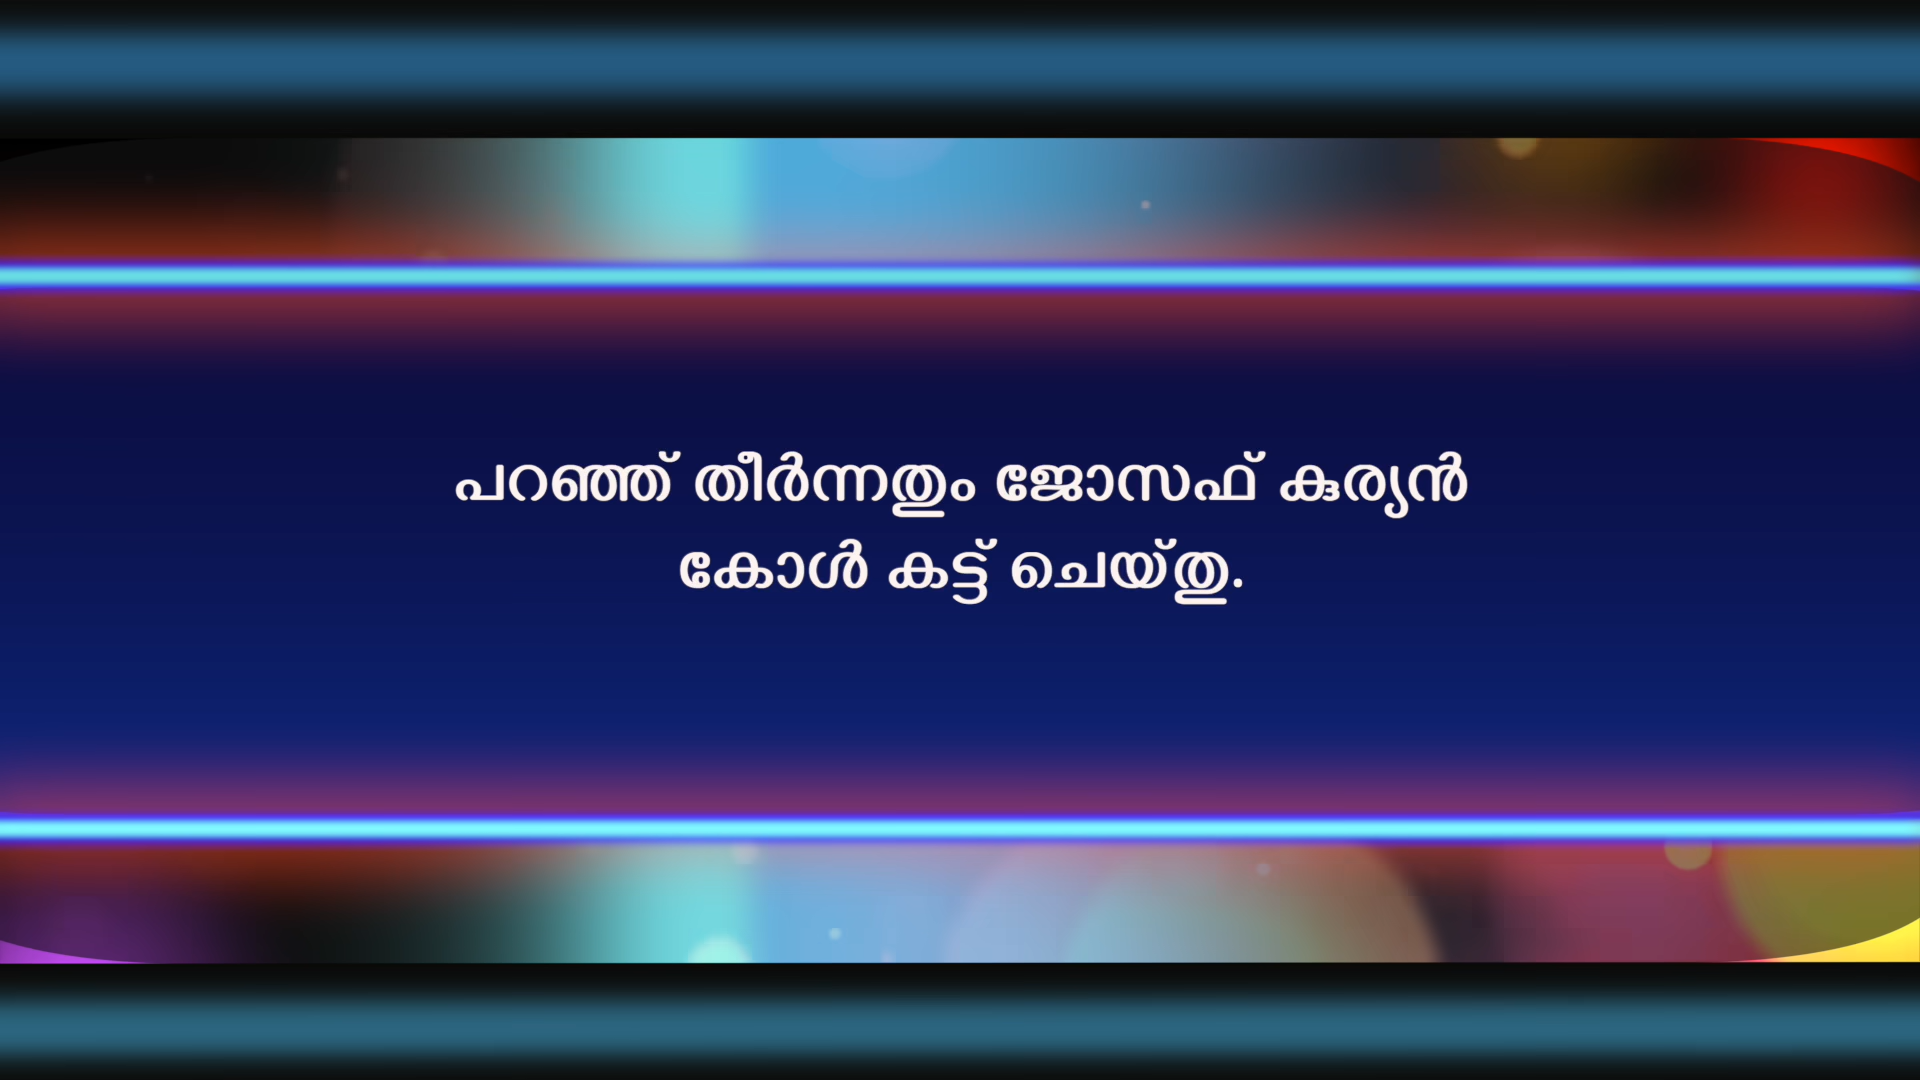 പറഞ്ഞ് തീർന്നതും ജോസഫ് കുര്യൻ
കോൾ കട്ട് ചെയ്തു.